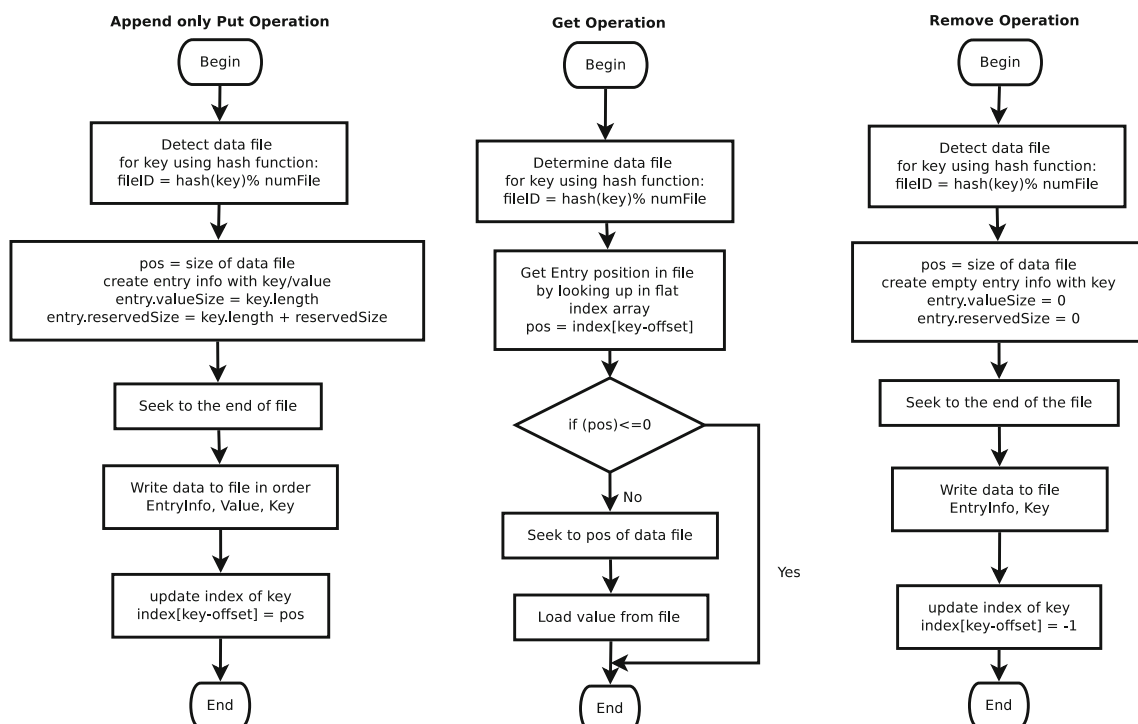 Append only Put Operation
Begin
Detect data file
for key using hash function:
fileID = hash(key)% numFile
pos = size of data file
create entry info with key/value
entry.valueSize = key.length
entry.reservedSize = key.length + reservedSize
Seek to the end of file
Write data to file in order
EntryInfo, Value, Key
update index of key
index[key-offset] = pos
End
Get Operation
Begin
Determine data file
for key using hash function:
fileID = hash(key)% numFile
Get Entry position in file
by looking up in flat
index array
pos = index[key-offset]
if (pos)<=0
No
Yes
Seek to pos of data file
Load value from file
End
Remove Operation
Begin
Detect data file
for key using hash function:
fileID = hash(key)% numFile
pos = size of data file
create empty entry info with key
entry.valueSize = 0
entry.reservedSize = 0
Seek to the end of the file
Write data to file
EntryInfo, Key
update index of key
index[key-offset] = -1
End